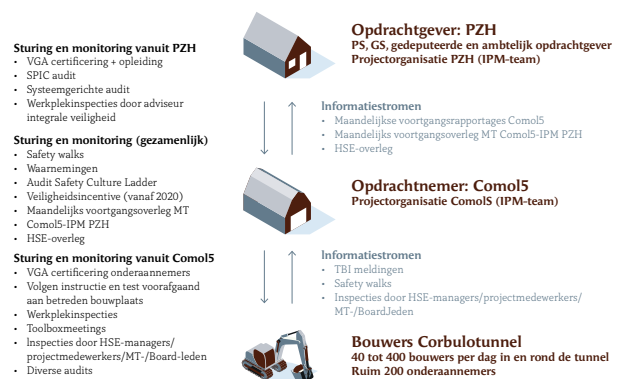 Sturing en monitoring vanuit PZH
• VGA certificering + opleiding
• SPIC audit
• Systeemgerichte audit
• Werkplekinspecties door adviseur
integrale veiligheid
Sturing en monitoring (gezamenlijk)
• Safety walks
• Waarnemingen
• Audit Safety Culture Ladder
• Veiligheidsincentive (vanaf 2020)
• Maandelijks voortgangsoverleg MT
• Comol5-IPM PZH
• HSE-overleg
Sturing en monitoring vanuit Comol5
• VGA certificering onderaannemers
• Volgen instructie en test voorafgaand
aan betreden bouwplaats
• Werkplekinspecties
• Toolboxmeetings
• Inspecties door HSE-managers/
projectmedewerkers/MT-/Board-leden
• Diverse audits
Opdrachtgever: PZH
PS, GS, gedeputeerde en ambtelijk opdrachtgever
Projectorganisatie PZH (IPM-team)
Informatiestromen
• Maandelijkse voortgangsrapportages Comol5
• Maandelijks voortgangsoverleg MT Comol5-IPM PZH
• HSE-overleg
Opdrachtnemer: Comol5
Projectorganisatie ComolS (IPM-team)
Informatiestromen
• TBI meldingen
• Safety walks
• Inspecties door HSE-managers/projectmedewerkers/
MT-/BoardJeden
Bouwers Corbulotunnel
40 tot 400 bouwers per dag in en rond de tunnel
Ruim 200 onderaannemers